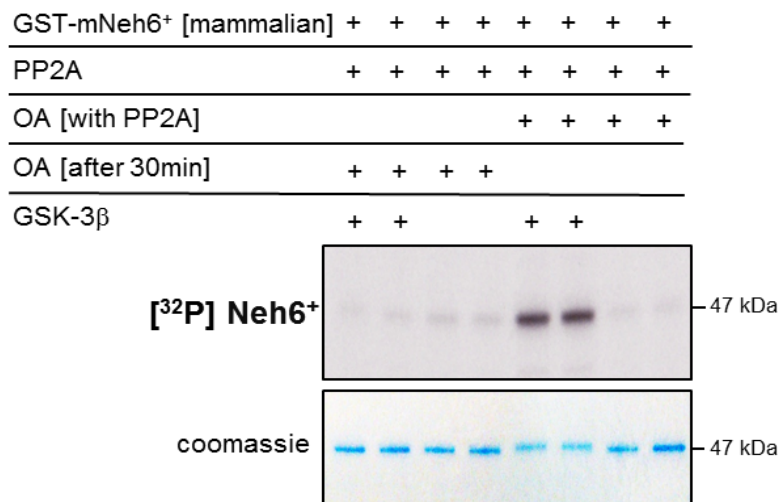 GST-mNeh6⁺ [mammalian] + + + + + + + +
PP2A + + + + + + + +
OA [with PP2A] + + + +
OA [after 30min] + + + +
GSK-3β + + + +
[³²P] Neh6⁺ 47 kDa
coomassie 47 kDa